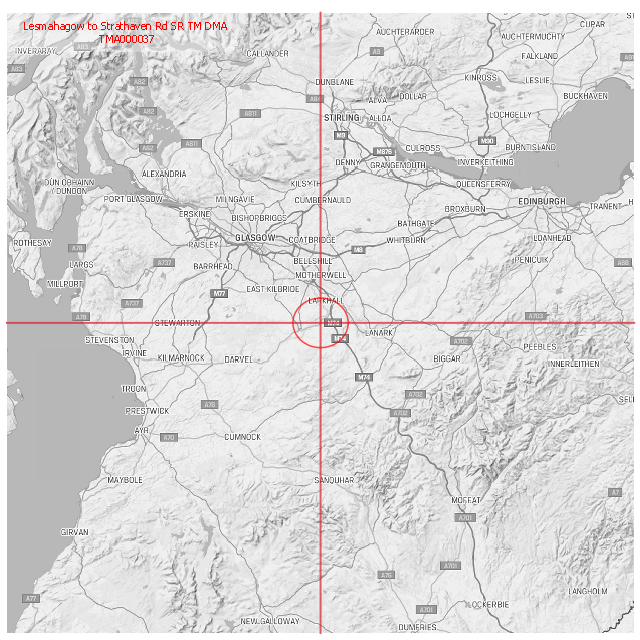 Lesmahagow to Strathaven Rd SR TM DMA
TMA000037
CUPAR
INVERARAY
A83
AUCHTERARDER
AUCHTERMUCHTY
A9
CALLANDER
FALKLAND
A83
A82
DUNBLANE
KINROSS
LESLIE
DOLLAR
BUCKHAVEN
ALVA
A82
A811
STIRLING
ALLOA
LOCHGELLY
M9
M90
A82
A811
M876
CULROSS
BURNTISLAND
DENNY
GRANGEMOUTH
INVERKEITHING
ALEXANDRIA
DUN OBHAINN
/ DUNOON
KILSYTH
QUEENSFERRY
PORT GLASGOW
MILNGAVIE
CUMBERNAULD
EDINBURGH
ERSKINE
BISHOPBRIGGS
BROXBURN
TRANENT
BATHGATE
GLASGOW
COATBRIDGE
WHITBURN
LOANHEAD
ROTHESAY
PAISLEY
A78
M8
LARGS
A737
BARRHEAD
BELLSHILL
PENICUIK
A68
MOTHERWELL
MILLPORT
M77
EAST KILBRIDE
A737
LARKHALL
A78
A703
STEWARTON
LANARK
STEVENSTON
A702
PEEBLES
IRVINE
KILMARNOCK
DARVEL
BIGGAR
INNERLEITHEN
M74
TROON
A702
A76
PRESTWICK
A702
AYR
A70
CUMNOCK
MAYBOLE
SANQUHAR
A7
MOFFAT
A701
GIRVAN
A701
A76
LANGHOLM
A77
LOCKERBIE
A701
NEW GALLOWAY
DUMFRIES